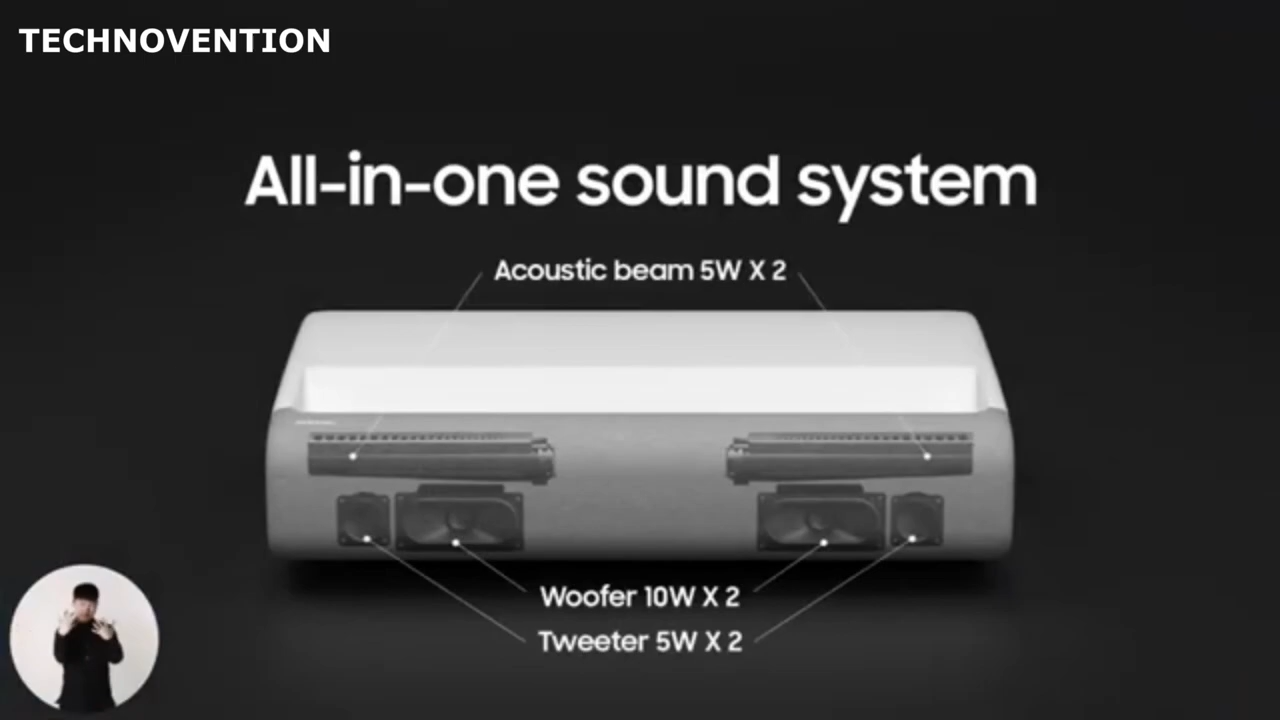 TECHNOVENTION
All-in-one sound system
Acoustic beam 5W X 2
Woofer 10W X 2
Tweeter 5W X 2